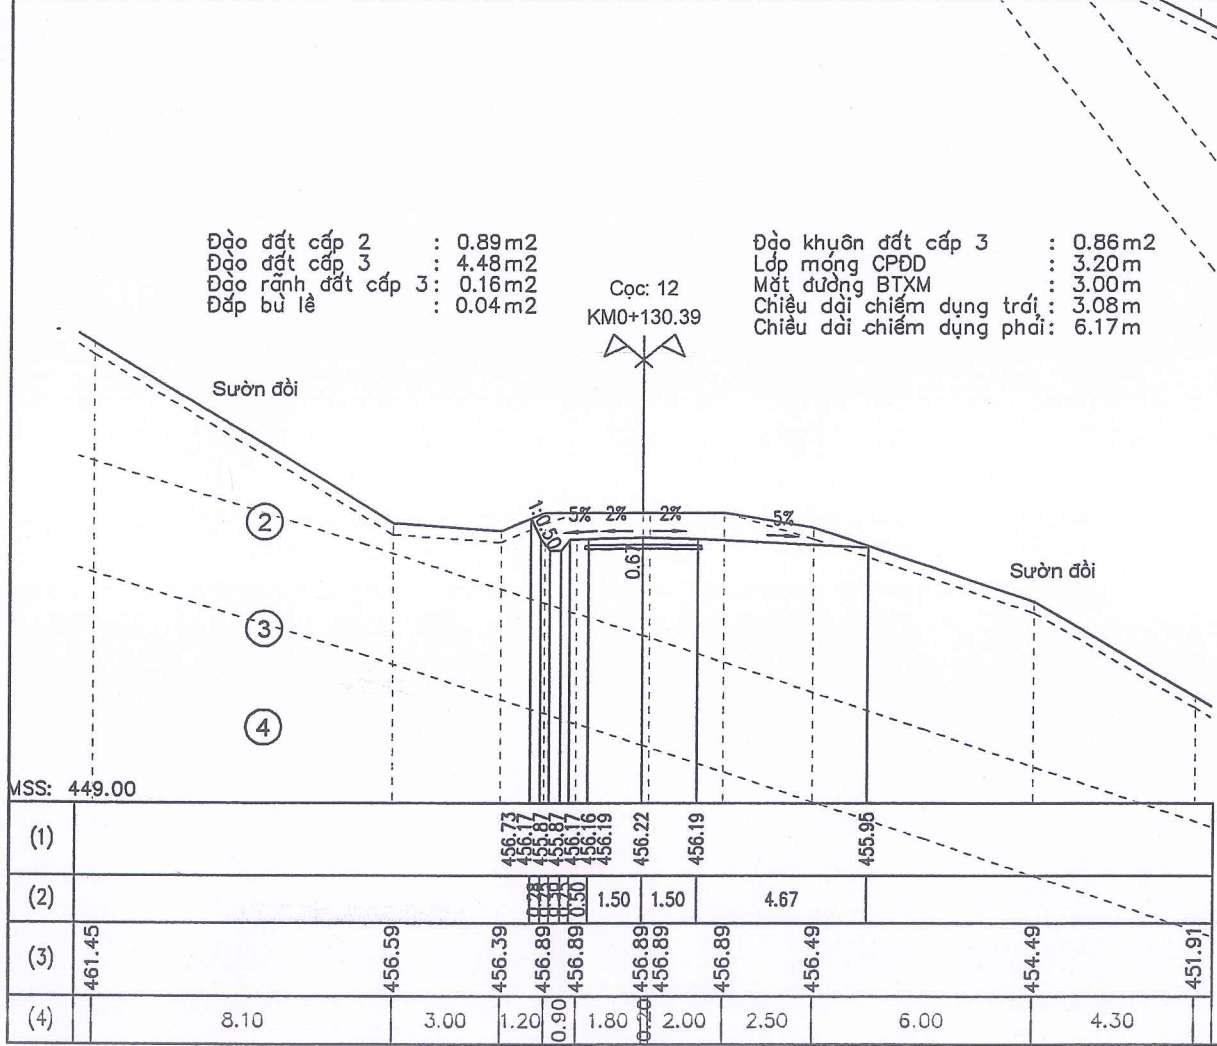 Đào đất cấp 2 : 0.89m2
Đào đất cấp 3 : 4.48m2
Đào rãnh đất cấp 3: 0.16m2
Đắp bù lề : 0.04m2
Cọc: 12
KM0+130.39
Đào khuôn đất cấp 3 : 0.86m2
Lớp móng CPĐD : 3.20m
Mặt đường BTXM : 3.00m
Chiều dài chiếm dụng trái : 3.08m
Chiều dài chiếm dụng phải: 6.17m
Sườn đồi
1:0.50
5% 2% 2% 5%
0.67
Sườn đồi
2
3
4
MSS: 449.00
(1) 456.73 456.17 455.87 455.87 456.17 456.16 456.19 456.22 456.19 455.95
(2) 0.50 1.50 1.50 4.67
(3) 461.45 456.59 456.39 456.89 456.89 456.89 456.89 456.89 456.49 454.49 451.91
(4) 8.10 3.00 1.20 0.90 1.80 0.20 2.00 2.50 6.00 4.30